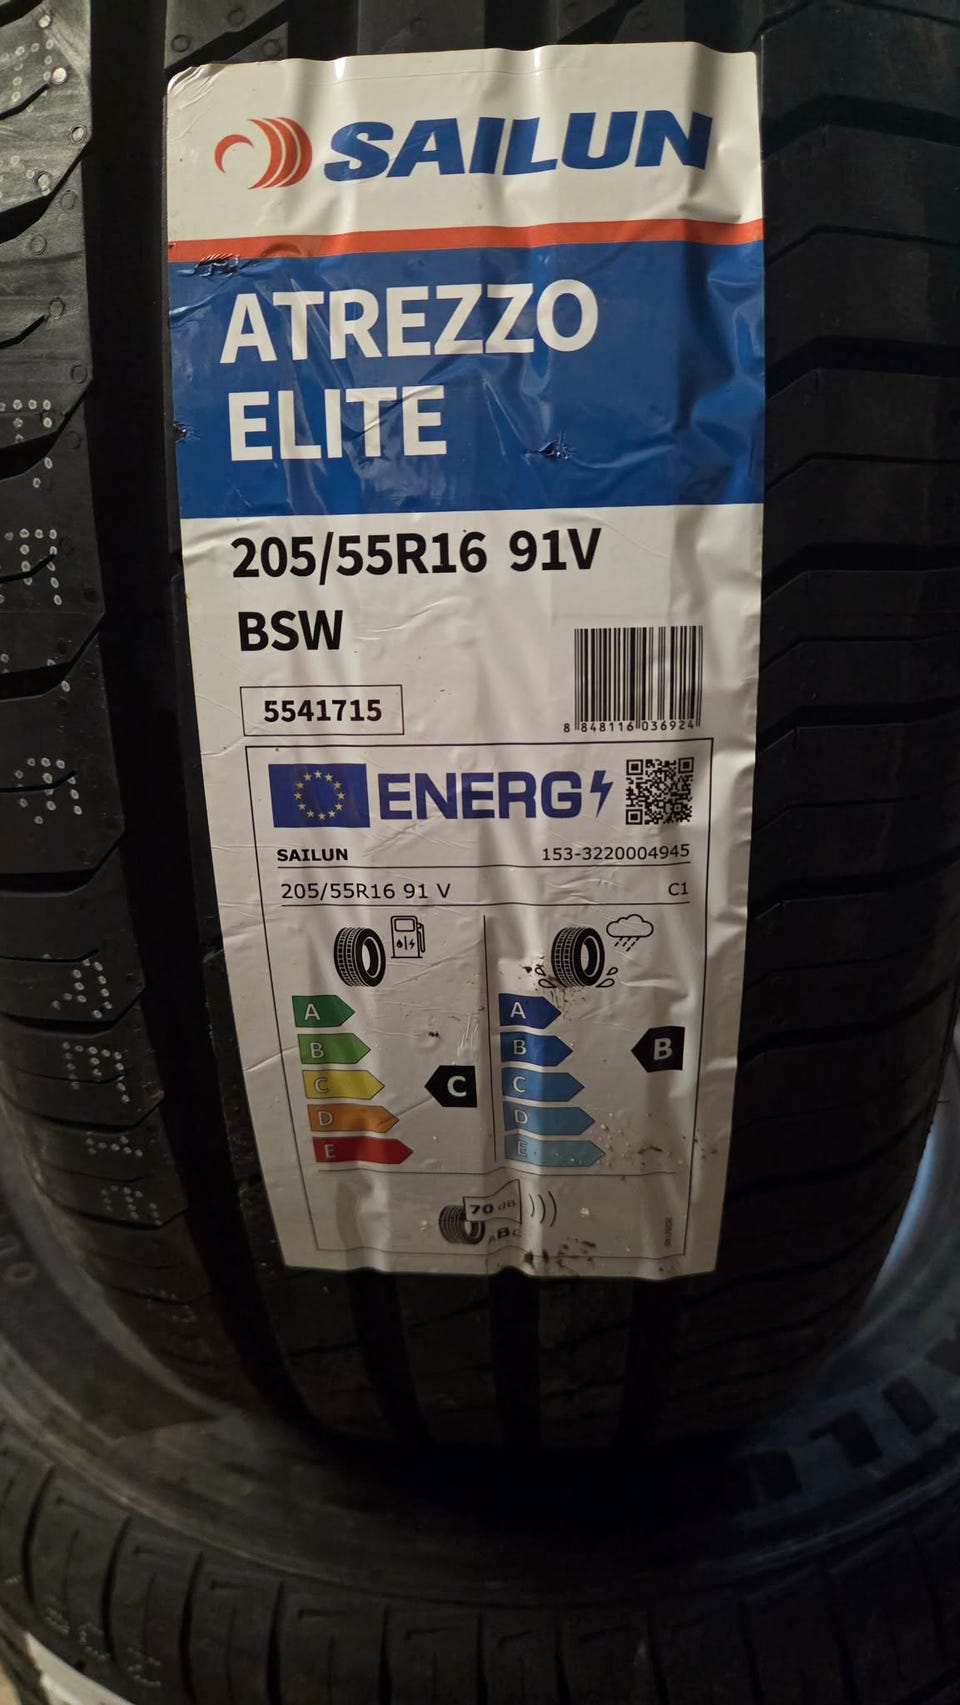 SAILUN
ATREZZO
ELITE
205/55R16 91V
BSW
5541715
8 848116 036924
ENERG
SAILUN 153-3220004945
205/55R16 91 V C1
A A
B B B
C C C
D D
E E
70 dB
ABC